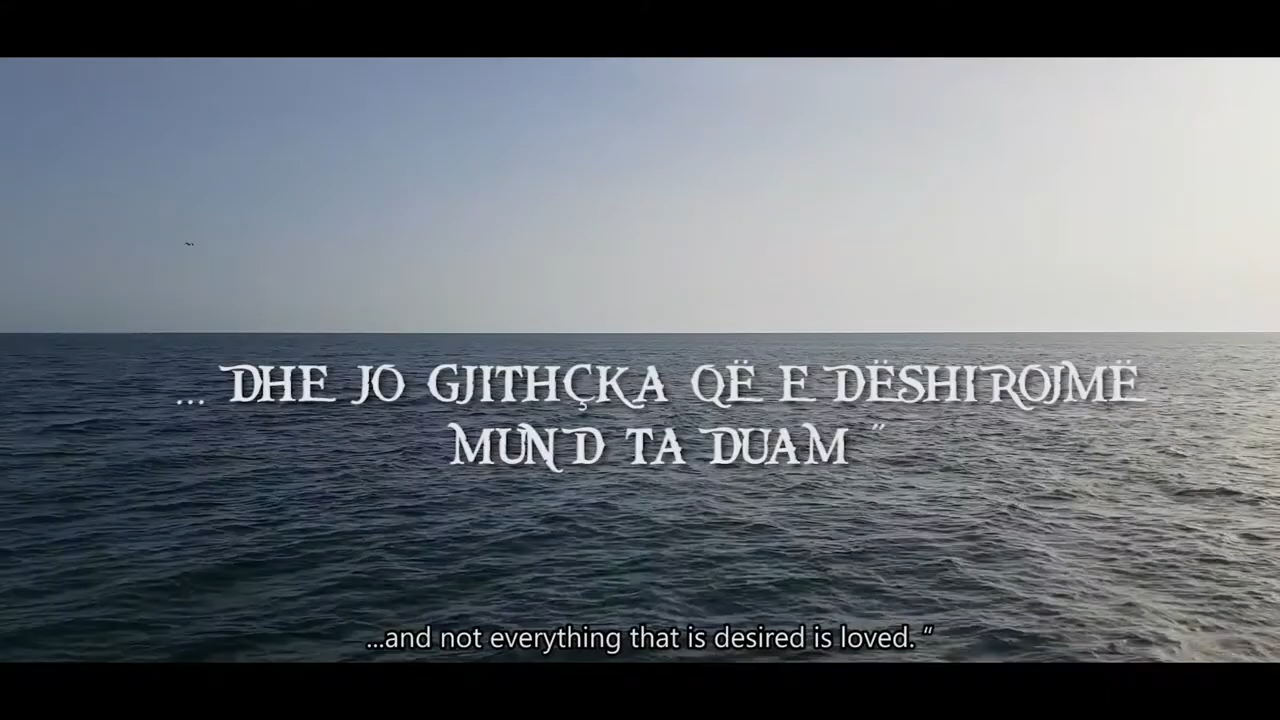 ... DHE JO GJITHÇKA QË E DËSHIROJMË
MUND TA DUAM "
...and not everything that is desired is loved. “